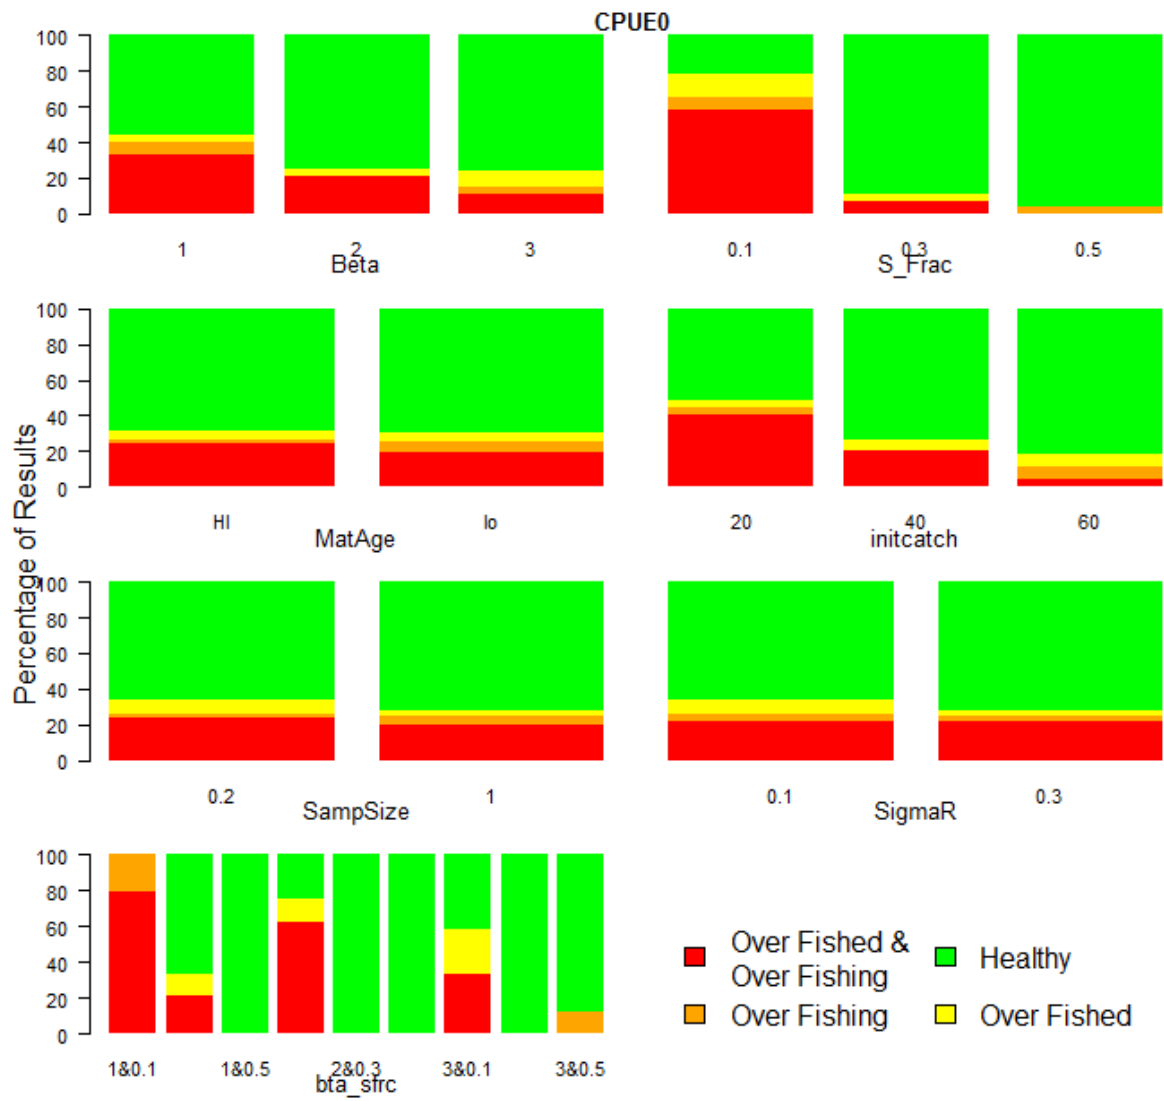 CPUE0
100
80
60
40
20
0
1 2 3
Beta
0.1 0.3 0.5
S_Frac
100
80
60
40
20
0
HI lo
MatAge
20 40 60
initcatch
Percentage of Results
100
80
60
40
20
0
0.2 1
SampSize
0.1 0.3
SigmaR
100
80
60
40
20
0
1&0.1 1&0.5 2&0.3 3&0.1 3&0.5
bta_sfrc
Over Fished &
Over Fishing
Healthy
Over Fishing
Over Fished